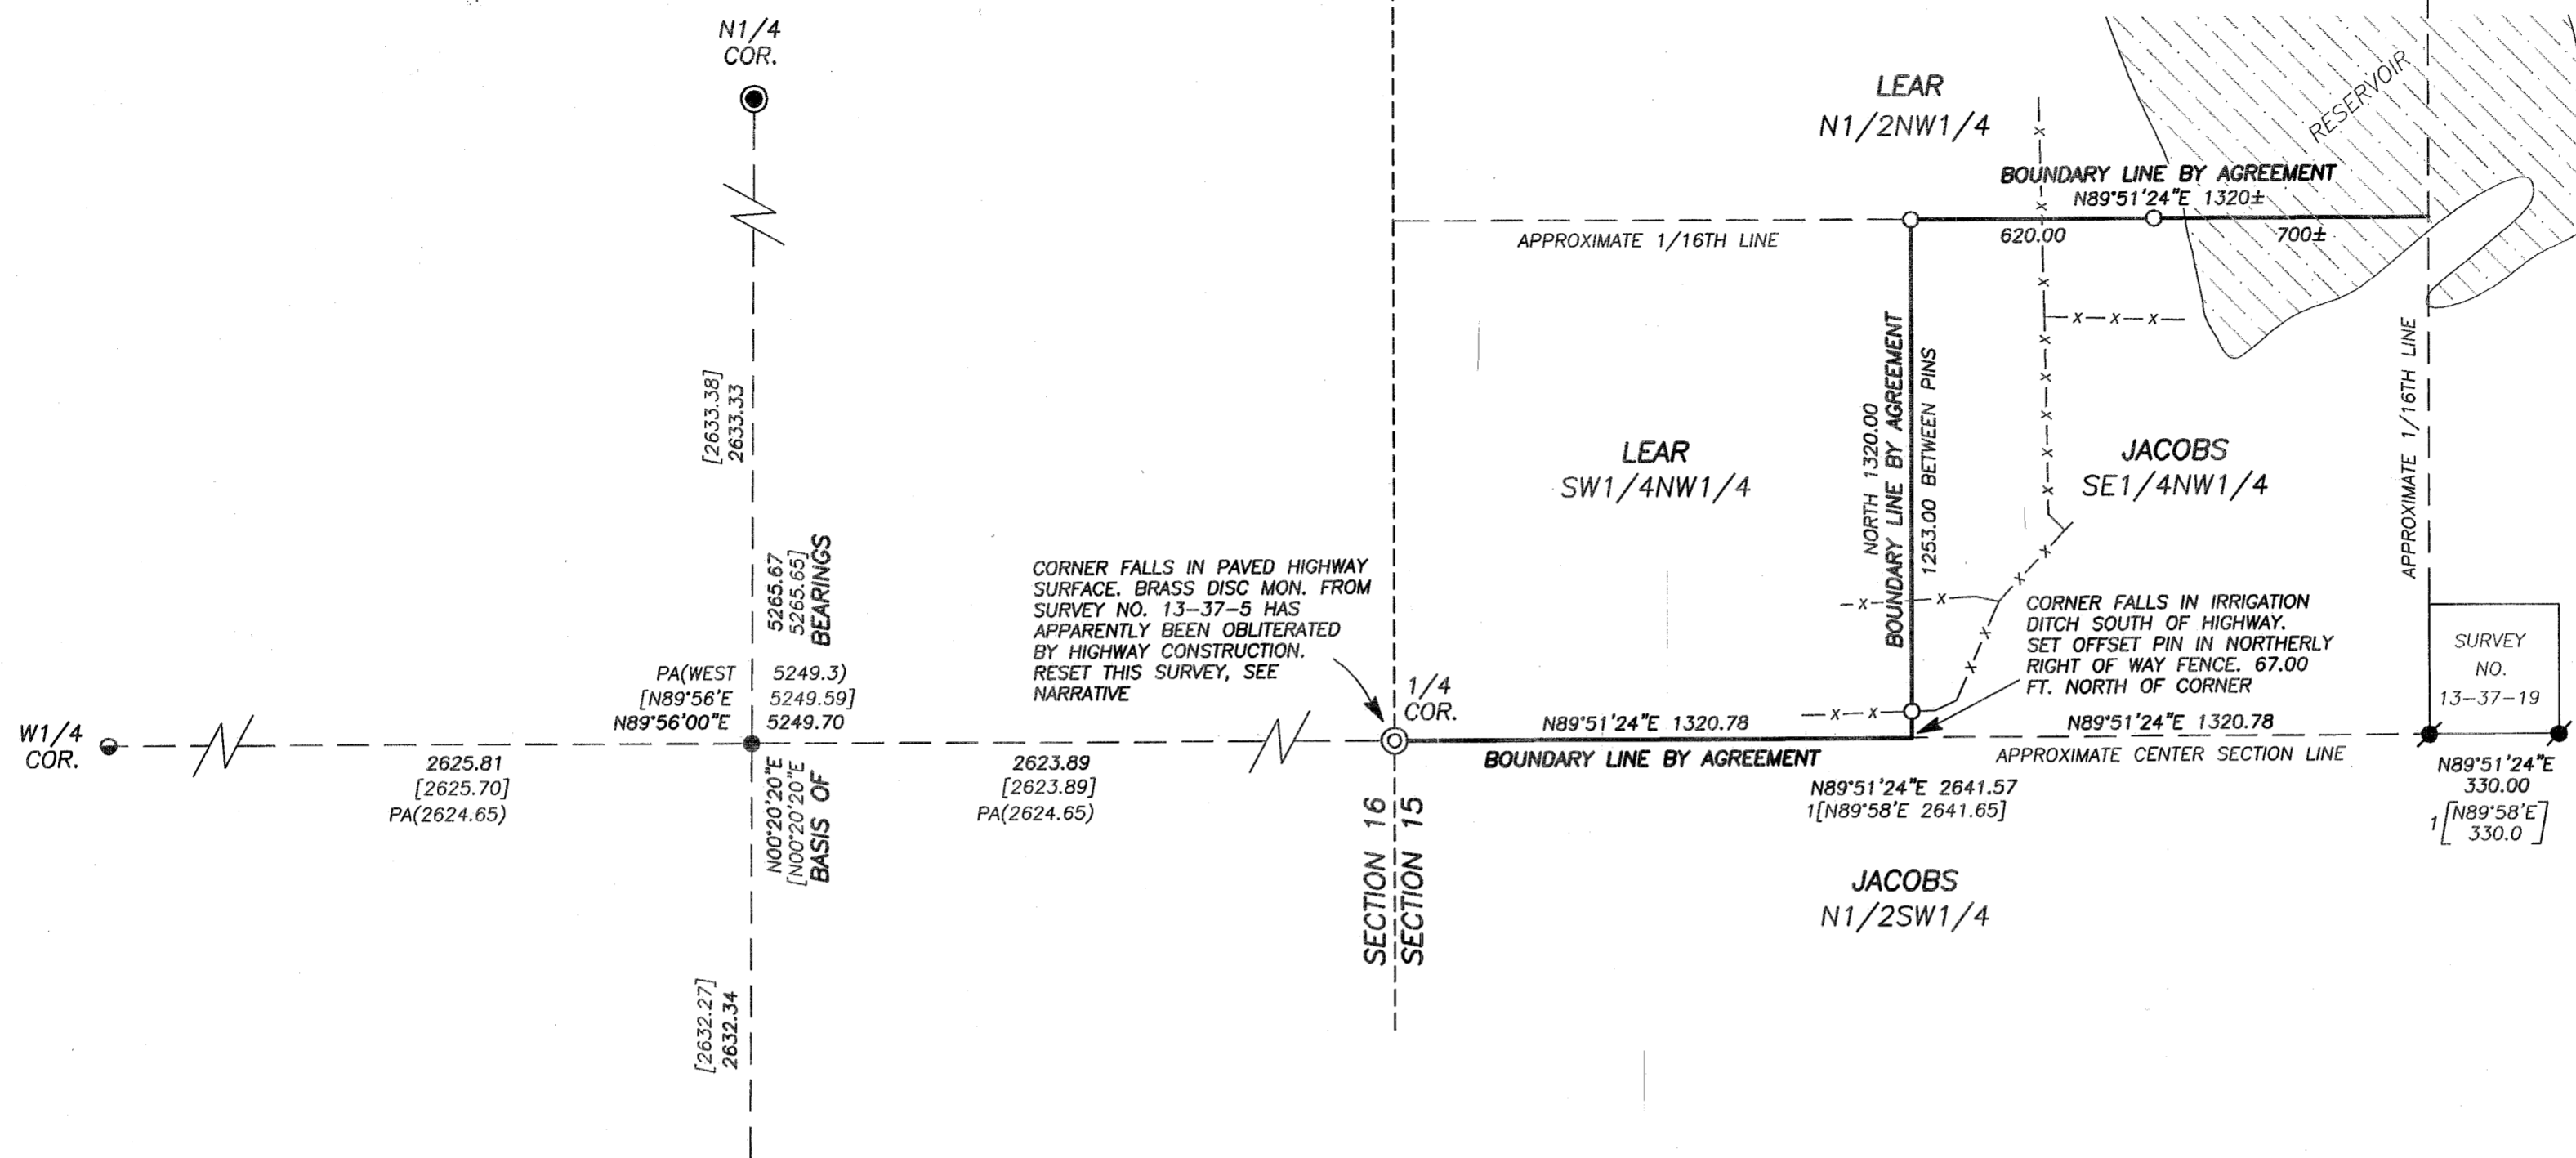 N1/4
COR.
LEAR
N1/2NW1/4
RESERVOIR
BOUNDARY LINE BY AGREEMENT
N89°51'24"E 1320±
620.00
700±
APPROXIMATE 1/16TH LINE
[2633.38]
2633.33
NORTH 1320.00
BOUNDARY LINE BY AGREEMENT
1253.00 BETWEEN PINS
APPROXIMATE 1/16TH LINE
LEAR
SW1/4NW1/4
JACOBS
SE1/4NW1/4
5265.67
5265.65]
BEARINGS
CORNER FALLS IN PAVED HIGHWAY
SURFACE. BRASS DISC MON. FROM
SURVEY NO. 13-37-5 HAS
APPARENTLY BEEN OBLITERATED
BY HIGHWAY CONSTRUCTION.
RESET THIS SURVEY, SEE
NARRATIVE
CORNER FALLS IN IRRIGATION
DITCH SOUTH OF HIGHWAY.
SET OFFSET PIN IN NORTHERLY
RIGHT OF WAY FENCE. 67.00
FT. NORTH OF CORNER
SURVEY
NO.
13-37-19
PA(WEST 5249.3)
[N89°56'E 5249.59]
N89°56'00"E 5249.70
W1/4
COR.
1/4
COR.
N89°51'24"E 1320.78
N89°51'24"E 1320.78
BOUNDARY LINE BY AGREEMENT
APPROXIMATE CENTER SECTION LINE
2625.81
[2625.70]
PA(2624.65)
N00°20'20"E
[N00°20'20"E
BASIS OF
2623.89
[2623.89]
PA(2624.65)
N89°51'24"E 2641.57
1[N89°58'E 2641.65]
N89°51'24"E
330.00
1[N89°58'E
330.0]
SECTION 16
SECTION 15
JACOBS
N1/2SW1/4
[2632.27]
2632.34